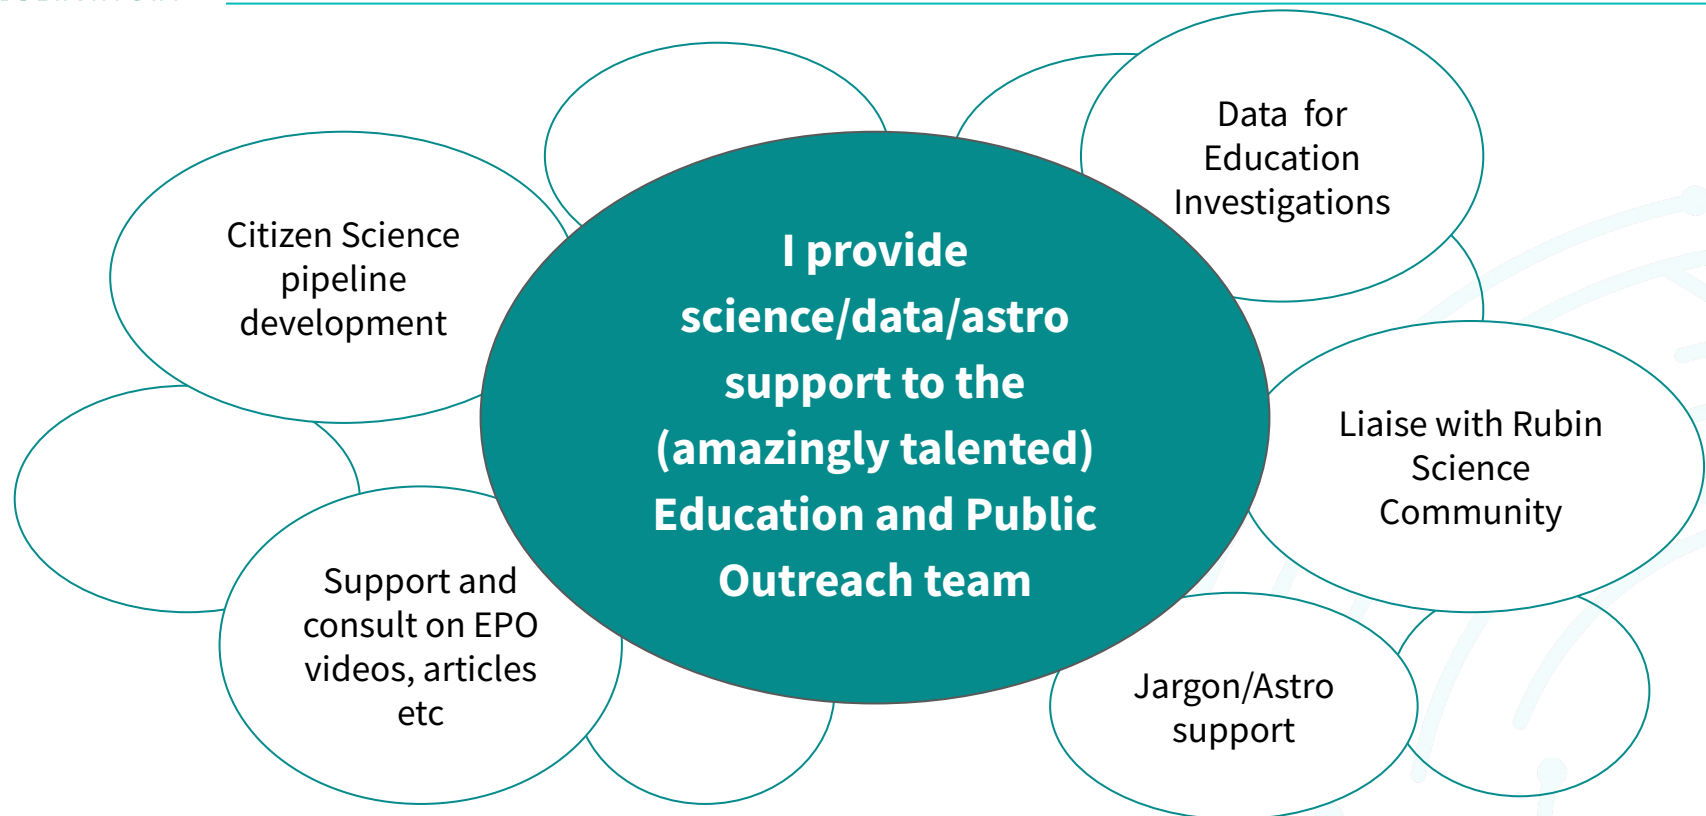 Citizen Science
pipeline
development
Data for
Education
Investigations
I provide
science/data/astro
support to the
(amazingly talented)
Education and Public
Outreach team
Liaise with Rubin
Science
Community
Support and
consult on EPO
videos, articles
etc
Jargon/Astro
support